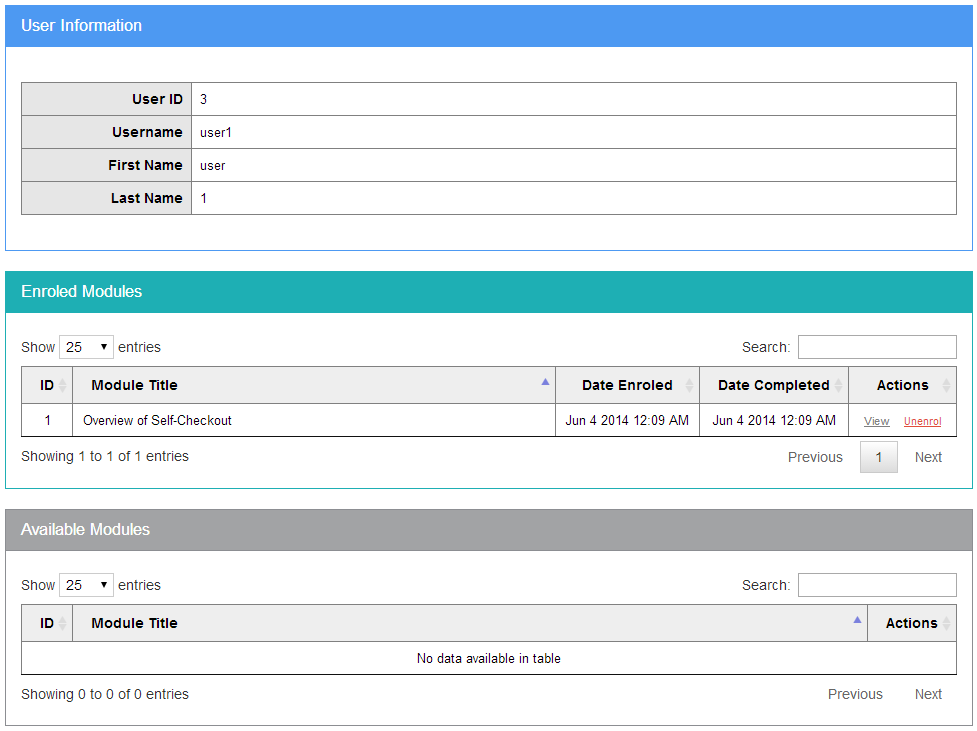 User Information
User ID 3
Username user1
First Name user
Last Name 1
Enroled Modules
Show 25 entries Search:
ID Module Title Date Enroled Date Completed Actions
1 Overview of Self-Checkout Jun 4 2014 12:09 AM Jun 4 2014 12:09 AM View Unenrol
Showing 1 to 1 of 1 entries Previous 1 Next
Available Modules
Show 25 entries Search:
ID Module Title Actions
No data available in table
Showing 0 to 0 of 0 entries Previous Next